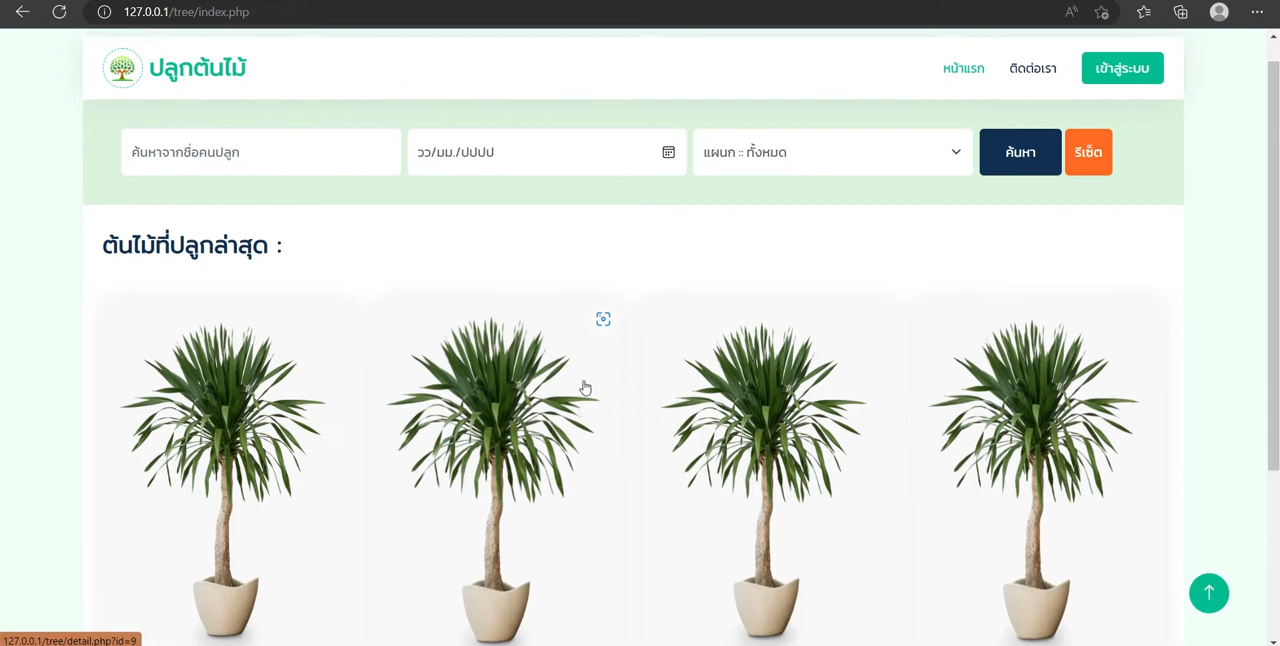 127.0.0.1/tree/index.php
ปลูกต้นไม้
หน้าแรก ติดต่อเรา เข้าสู่ระบบ
ค้นหาจากชื่อคนปลูก วว/มม./ปปปป แผนก :: ทั้งหมด ค้นหา รีเซ็ต
ต้นไม้ที่ปลูกล่าสุด :
127.0.0.1/tree/detail.php?id=9